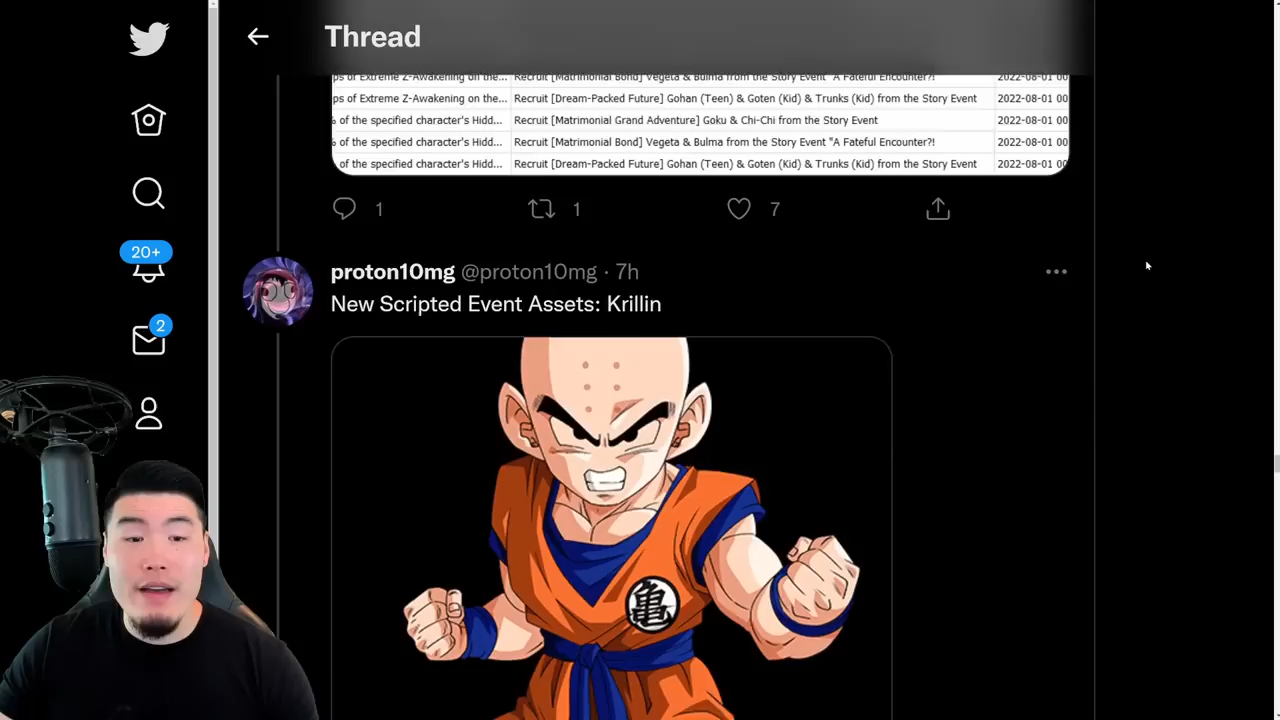 Thread
ps of Extreme Z-Awakening on the... Recruit [Matrimonial Bond] Vegeta & Bulma from the Story Event "A Fateful Encounter?! 2022-08-01 00
ps of Extreme Z-Awakening on the... Recruit [Dream-Packed Future] Gohan (Teen) & Goten (Kid) & Trunks (Kid) from the Story Event 2022-08-01 00
of the specified character's Hidd... Recruit [Matrimonial Grand Adventure] Goku & Chi-Chi from the Story Event 2022-08-01 00
of the specified character's Hidd... Recruit [Matrimonial Bond] Vegeta & Bulma from the Story Event "A Fateful Encounter?! 2022-08-01 00
of the specified character's Hidd... Recruit [Dream-Packed Future] Gohan (Teen) & Goten (Kid) & Trunks (Kid) from the Story Event 2022-08-01 00
1 1 7
20+
proton10mg @proton10mg · 7h
New Scripted Event Assets: Krillin
2
亀